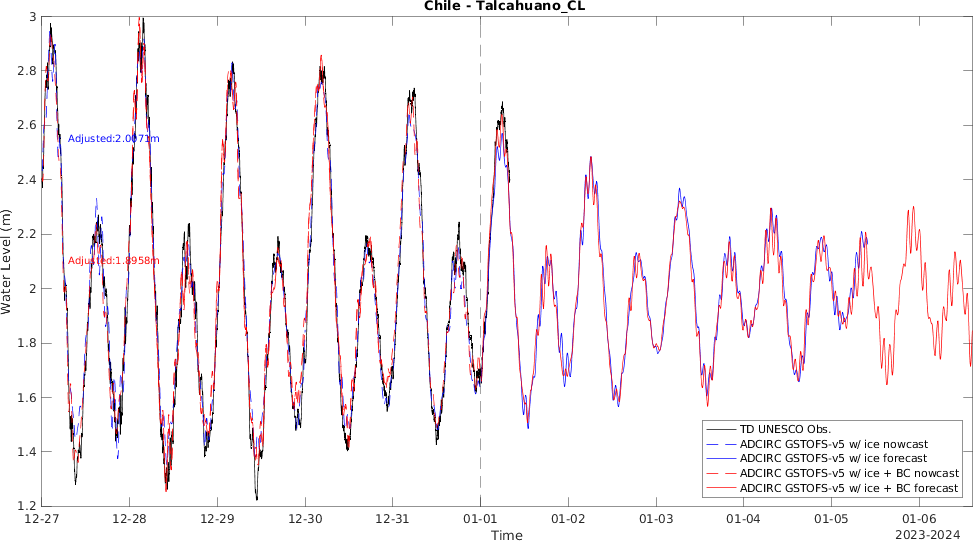 Chile - Talcahuano_CL
3
2.8
2.6
2.4
2.2
2
1.8
1.6
1.4
1.2
Water Level (m)
Adjusted:2.0071m
Adjusted:1.8958m
TD UNESCO Obs.
ADCIRC GSTOFS-v5 w/ ice nowcast
ADCIRC GSTOFS-v5 w/ ice forecast
ADCIRC GSTOFS-v5 w/ ice + BC nowcast
ADCIRC GSTOFS-v5 w/ ice + BC forecast
12-27 12-28 12-29 12-30 12-31 01-01 01-02 01-03 01-04 01-05 01-06
Time
2023-2024